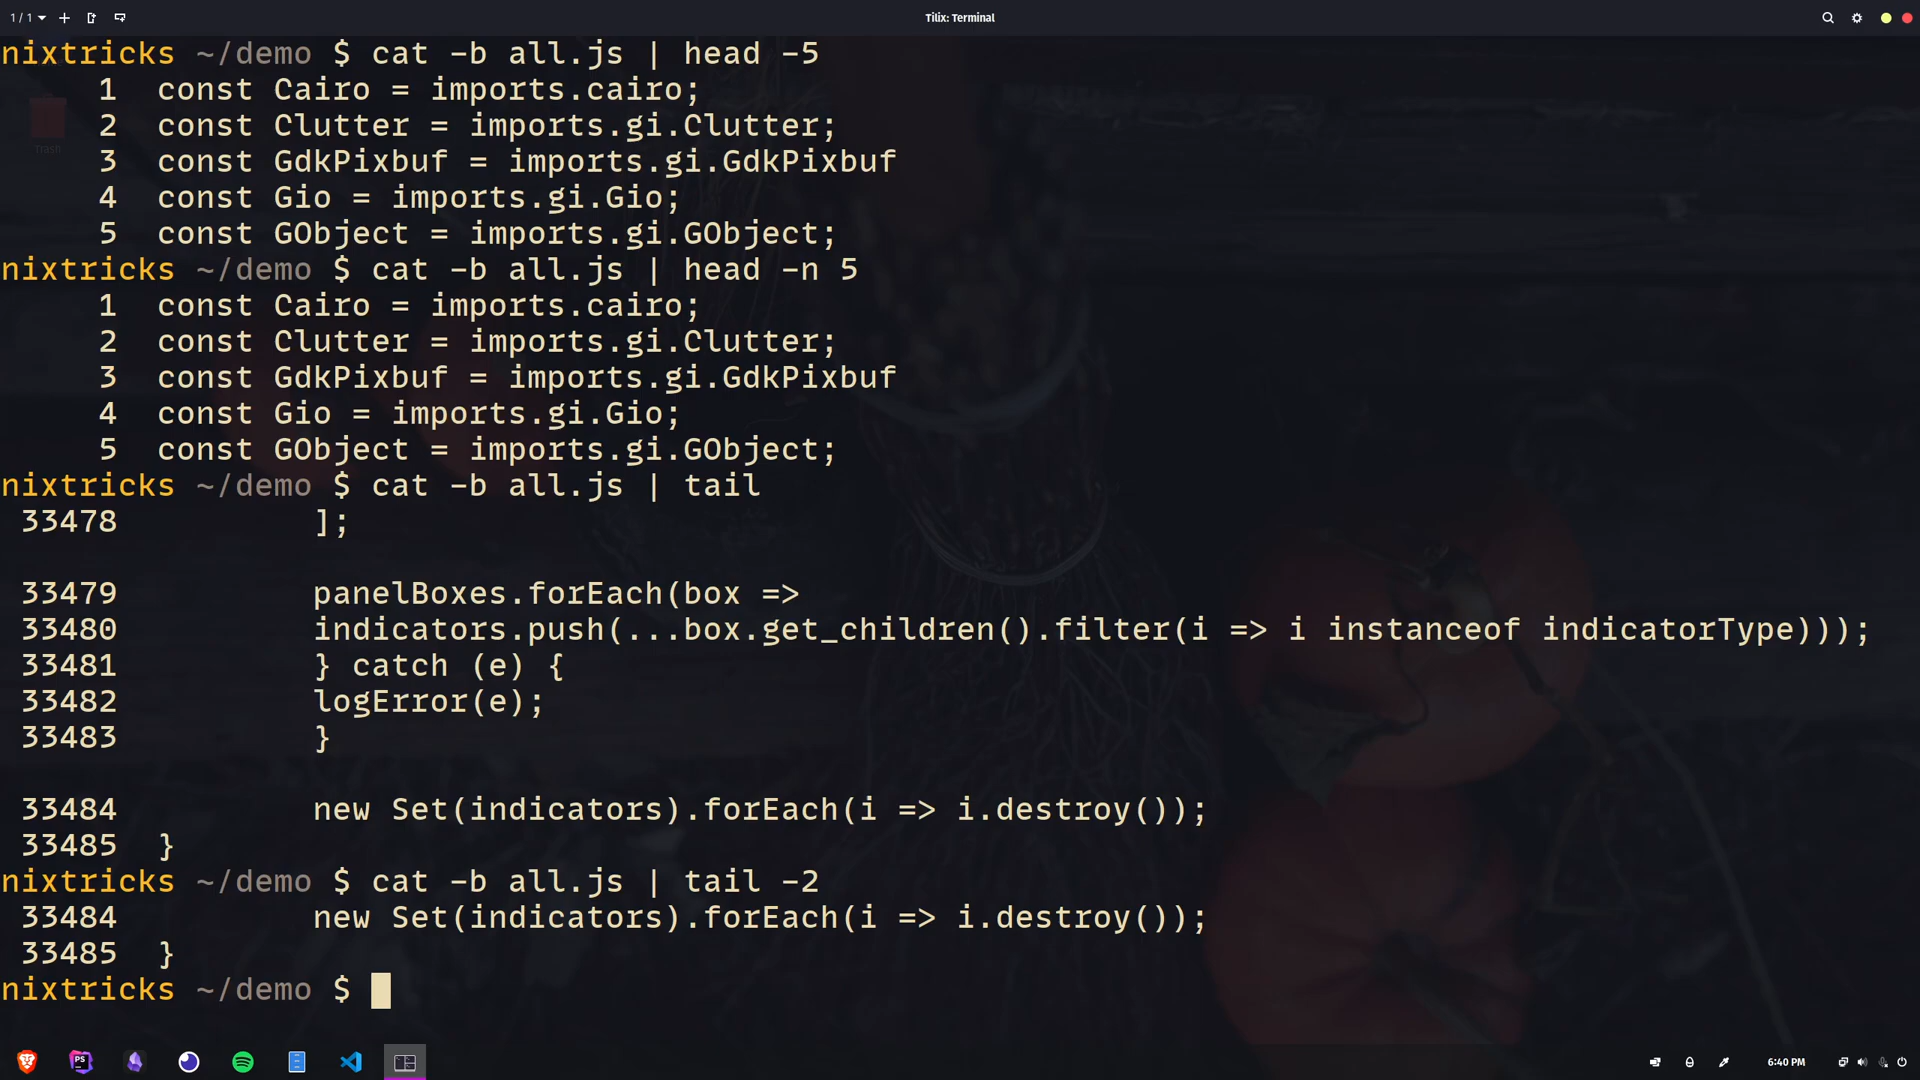 1 / 1
Tilix: Terminal
nixtricks ~/demo $ cat -b all.js | head -5
     1  const Cairo = imports.cairo;
     2  const Clutter = imports.gi.Clutter;
     3  const GdkPixbuf = imports.gi.GdkPixbuf
     4  const Gio = imports.gi.Gio;
     5  const GObject = imports.gi.GObject;
nixtricks ~/demo $ cat -b all.js | head -n 5
     1  const Cairo = imports.cairo;
     2  const Clutter = imports.gi.Clutter;
     3  const GdkPixbuf = imports.gi.GdkPixbuf
     4  const Gio = imports.gi.Gio;
     5  const GObject = imports.gi.GObject;
nixtricks ~/demo $ cat -b all.js | tail
 33478          ];
 33479          panelBoxes.forEach(box =>
 33480          indicators.push(...box.get_children().filter(i => i instanceof indicatorType)));
 33481          } catch (e) {
 33482          logError(e);
 33483          }
 33484          new Set(indicators).forEach(i => i.destroy());
 33485  }
nixtricks ~/demo $ cat -b all.js | tail -2
 33484          new Set(indicators).forEach(i => i.destroy());
 33485  }
nixtricks ~/demo $
Trash
PS
6:40 PM